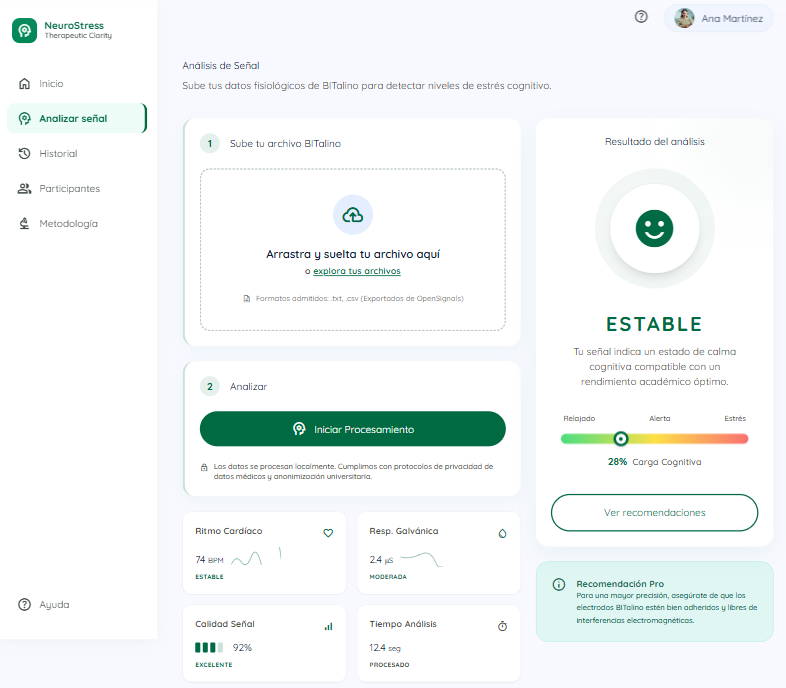 NeuroStress
Therapeutic Clarity
Inicio
Analizar señal
Historial
Participantes
Metodología
Ayuda
Ana Martínez
Análisis de Señal
Sube tus datos fisiológicos de BITalino para detectar niveles de estrés cognitivo.
1 Sube tu archivo BITalino
Arrastra y suelta tu archivo aquí
o explora tus archivos
Formatos admitidos: .txt, .csv (Exportados de OpenSignals)
2 Analizar
Iniciar Procesamiento
Los datos se procesan localmente. Cumplimos con protocolos de privacidad de
datos médicos y anonimización universitaria.
Ritmo Cardíaco
74 BPM
ESTABLE
Resp. Galvánica
2.4 µS
MODERADA
Calidad Señal
92%
EXCELENTE
Tiempo Análisis
12.4 seg
PROCESADO
Resultado del análisis
ESTABLE
Tu señal indica un estado de calma
cognitiva compatible con un
rendimiento académico óptimo.
Relajado Alerta Estrés
28% Carga Cognitiva
Ver recomendaciones
Recomendación Pro
Para una mayor precisión, asegúrate de que los
electrodos BITalino estén bien adheridos y libres de
interferencias electromagnéticas.